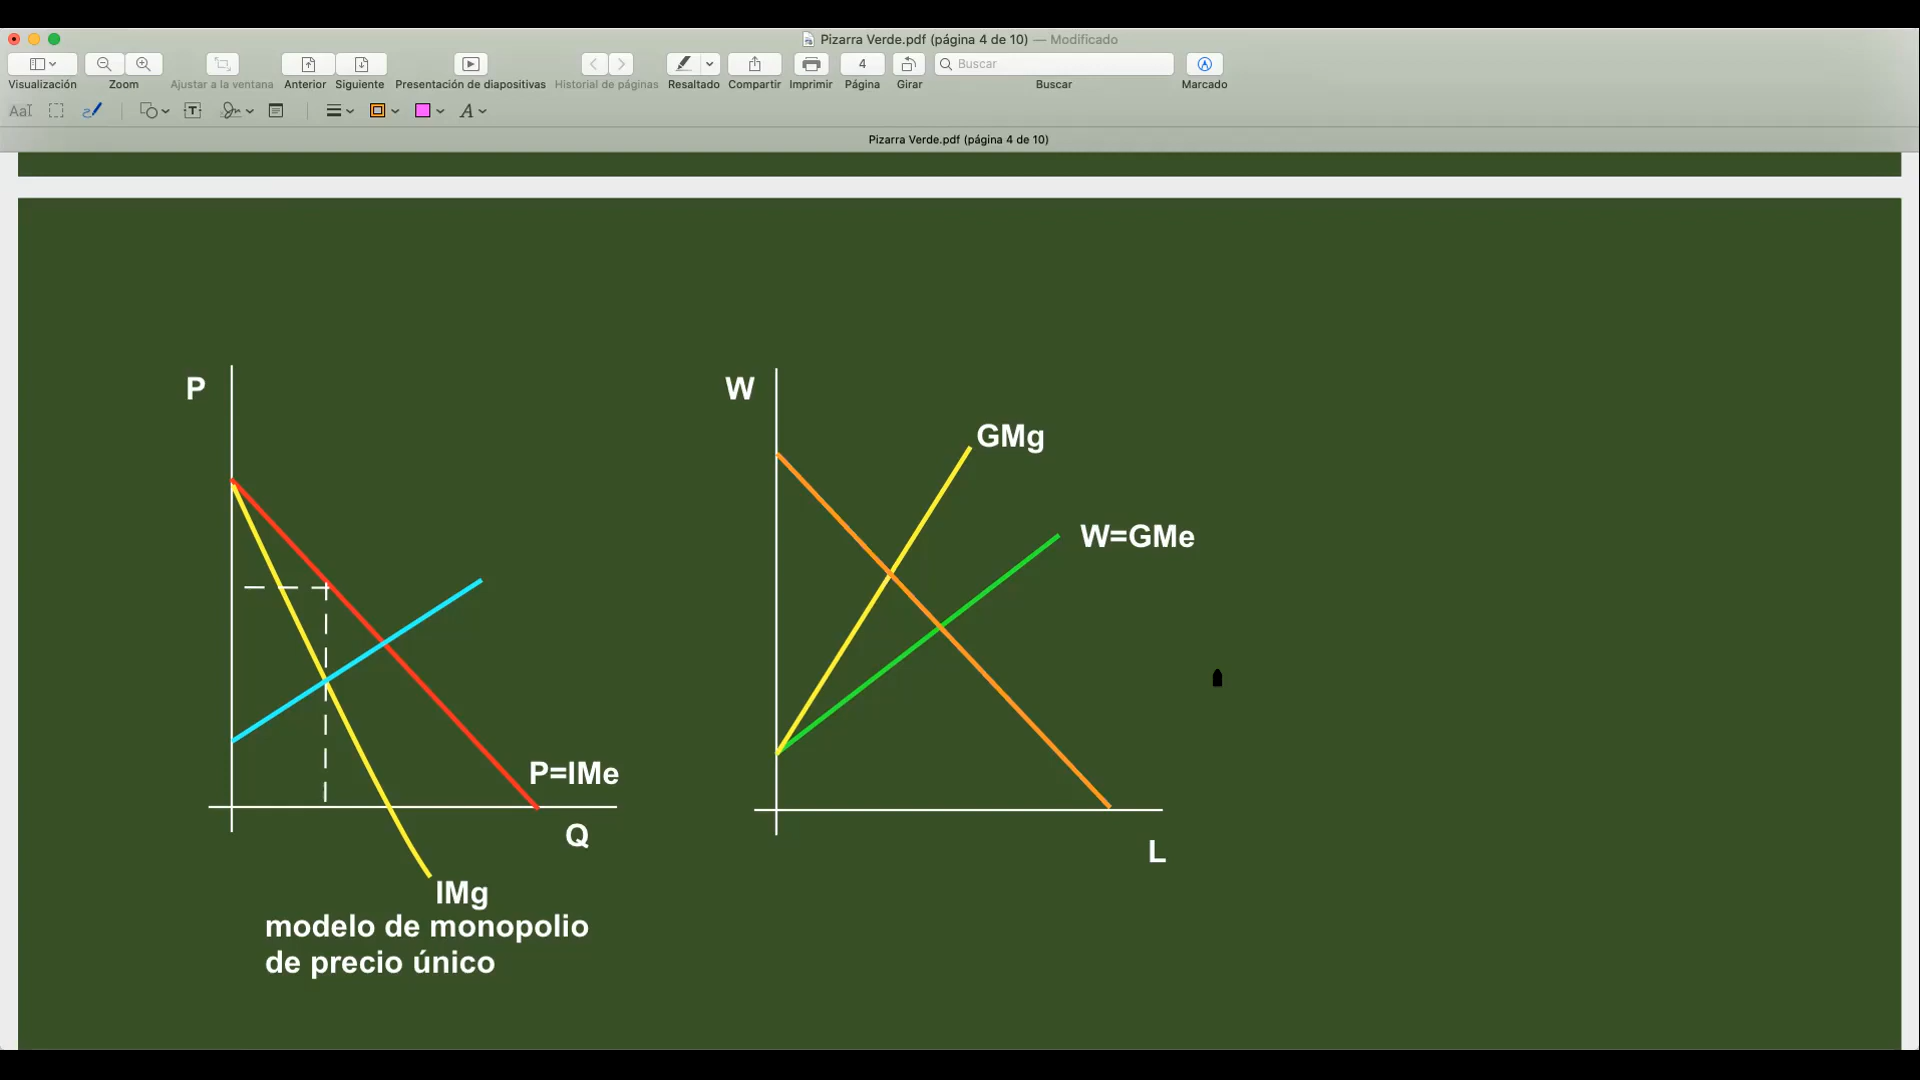 Pizarra Verde.pdf (página 4 de 10) — Modificado
4
Buscar
Visualización
Zoom
Ajustar a la ventana
Anterior
Siguiente
Presentación de diapositivas
Historial de páginas
Resaltado
Compartir
Imprimir
Página
Girar
Buscar
Marcado
AaI
T
A
Pizarra Verde.pdf (página 4 de 10)
P
P=IMe
Q
IMg
modelo de monopolio
de precio único
W
GMg
W=GMe
L